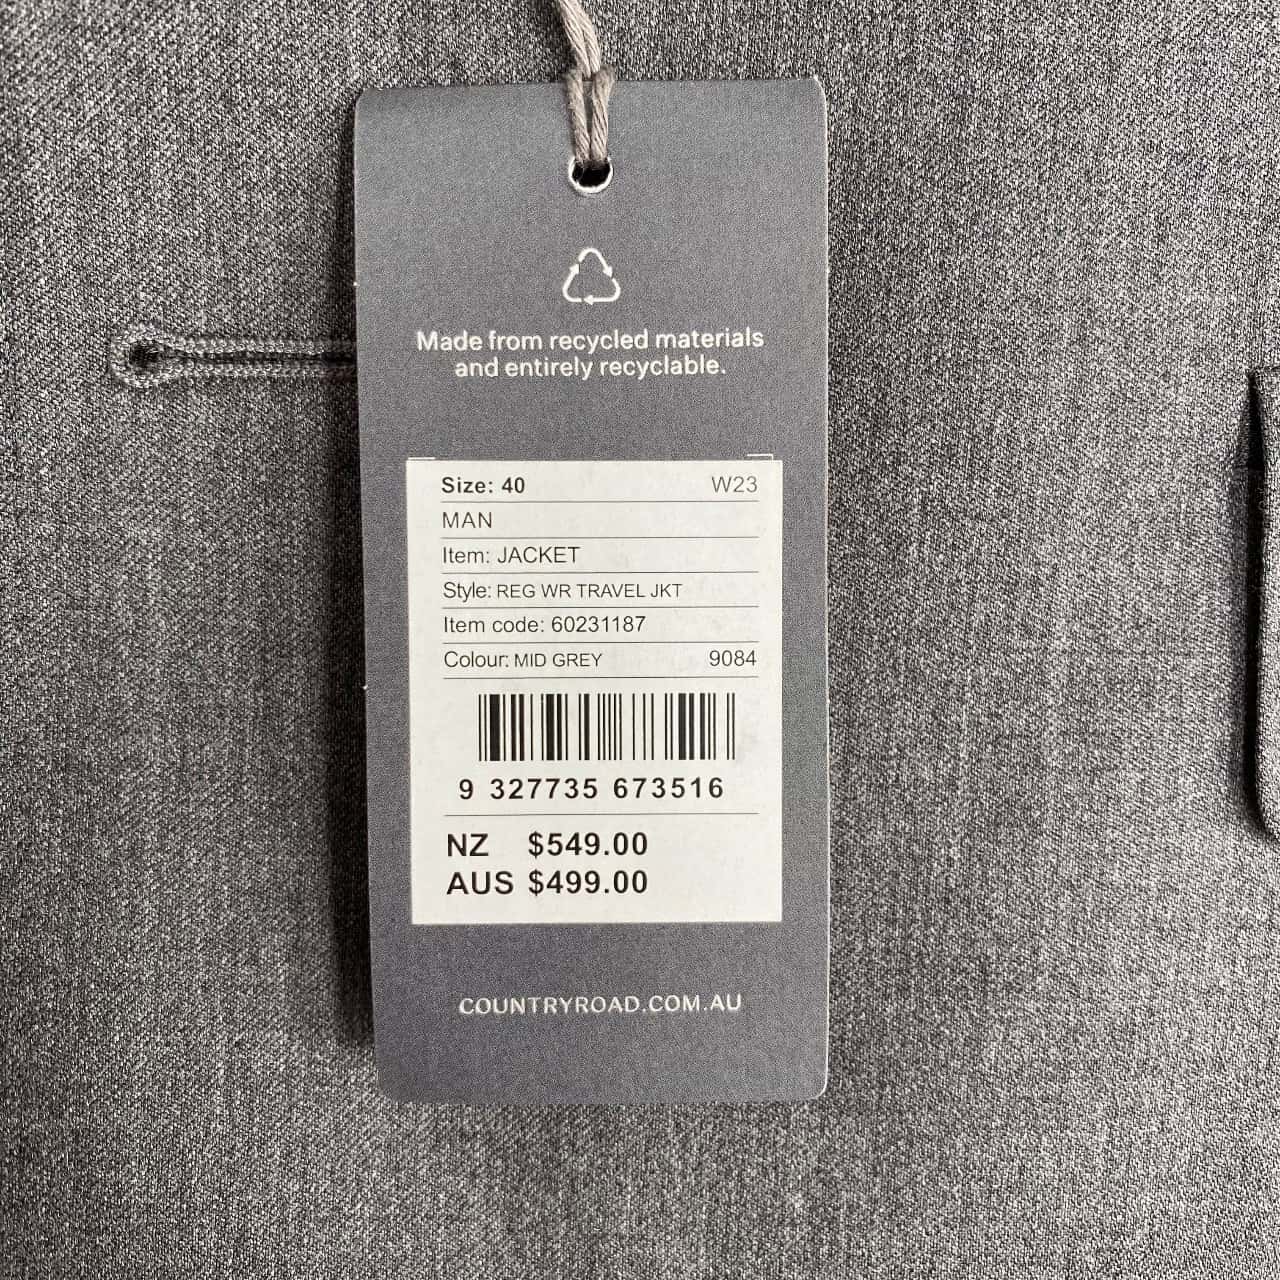 Made from recycled materials
and entirely recyclable.
Size: 40 W23
MAN
Item: JACKET
Style: REG WR TRAVEL JKT
Item code: 60231187
Colour: MID GREY 9084
9 327735 673516
NZ $549.00
AUS $499.00
COUNTRYROAD.COM.AU